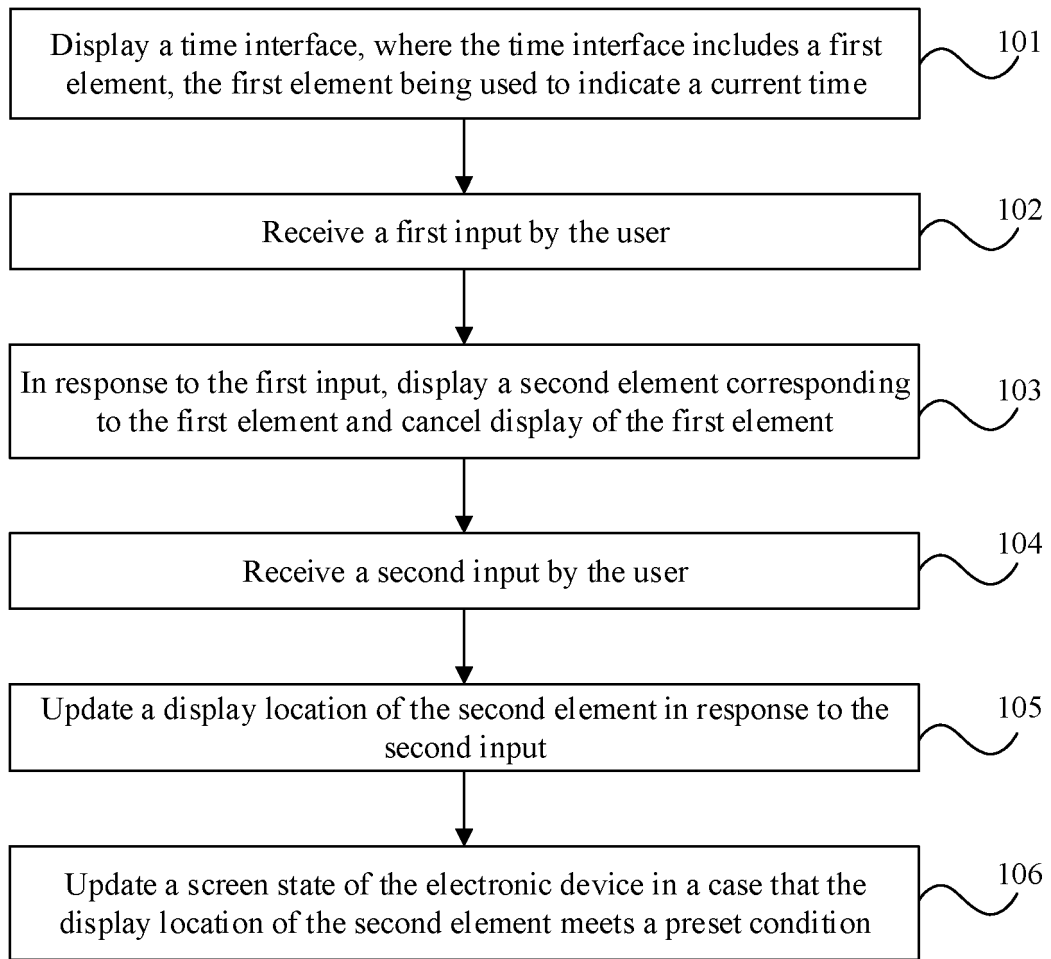 Display a time interface, where the time interface includes a first
element, the first element being used to indicate a current time
101
Receive a first input by the user
102
In response to the first input, display a second element corresponding
to the first element and cancel display of the first element
103
Receive a second input by the user
104
Update a display location of the second element in response to the
second input
105
Update a screen state of the electronic device in a case that the
display location of the second element meets a preset condition
106